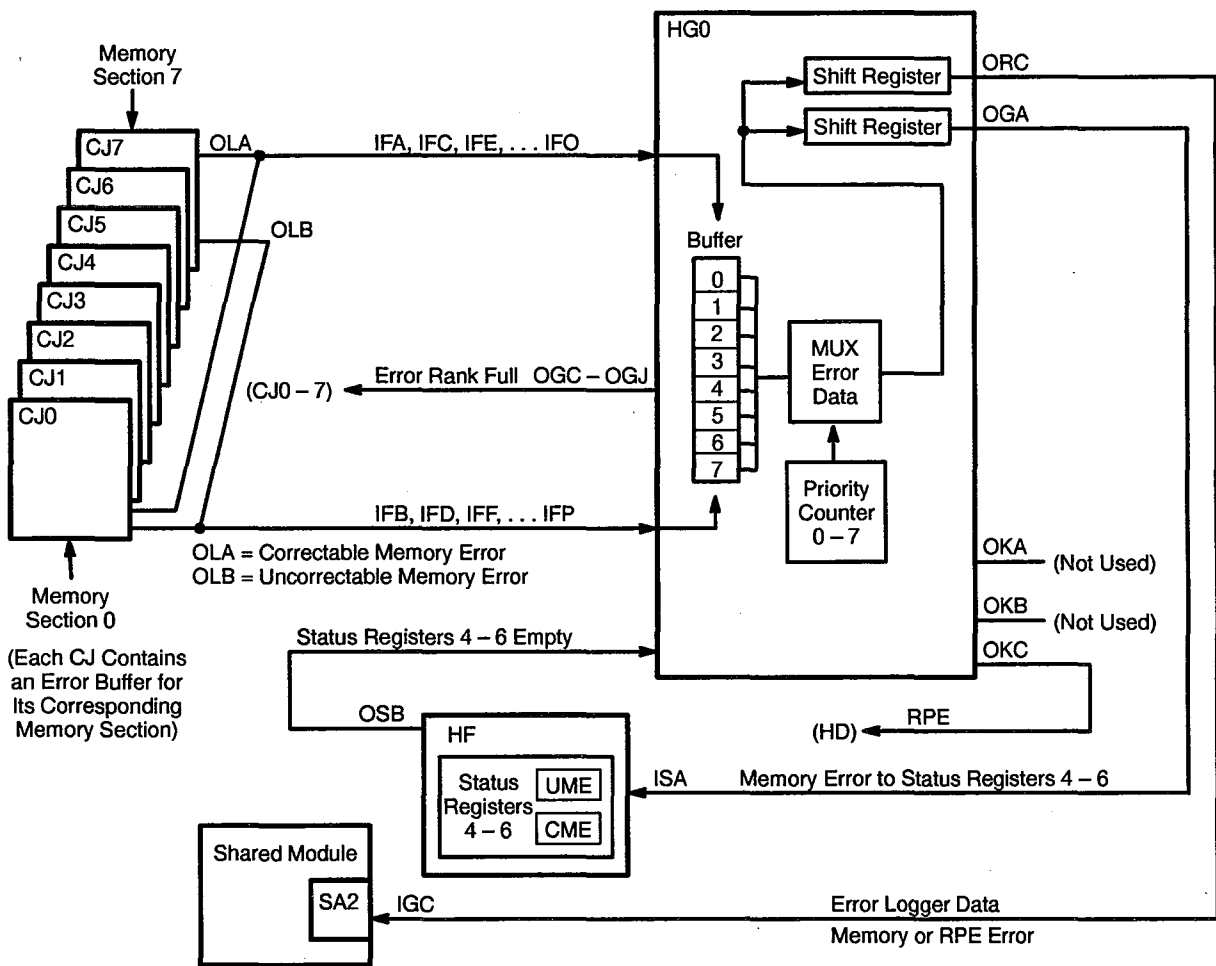 HG0
Memory
Section 7
Shift Register
ORC
Shift Register
OGA
CJ7
OLA
IFA, IFC, IFE, . . . IFO
CJ6
CJ5
OLB
CJ4
Buffer
CJ3
0
1
2
3
4
5
6
7
MUX
Error
Data
CJ2
CJ1
CJ0
(CJ0 – 7)
Error Rank Full OGC – OGJ
Priority
Counter
0 – 7
IFB, IFD, IFF, . . . IFP
OLA = Correctable Memory Error
OLB = Uncorrectable Memory Error
OKA
(Not Used)
OKB
(Not Used)
OKC
Memory
Section 0
(Each CJ Contains
an Error Buffer for
Its Corresponding
Memory Section)
Status Registers 4 – 6 Empty
OSB
HF
(HD)
RPE
Status
Registers
4 – 6
UME
CME
ISA
Memory Error to Status Registers 4 – 6
Shared Module
SA2
IGC
Error Logger Data
Memory or RPE Error